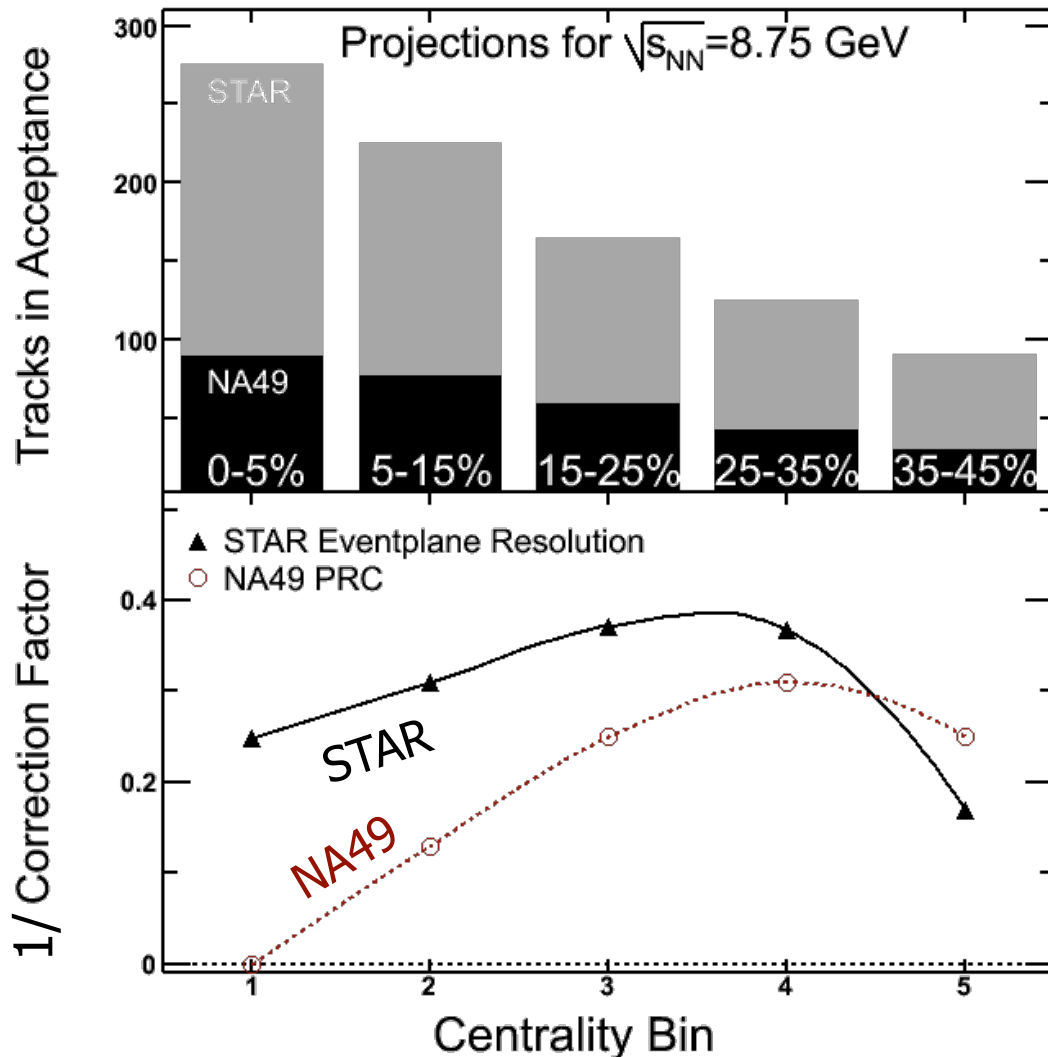 Projections for √sNN=8.75 GeV
Tracks in Acceptance
300
200
100
STAR
NA49
0-5%
5-15%
15-25%
25-35%
35-45%
▲ STAR Eventplane Resolution
○ NA49 PRC
1/Correction Factor
0.4
0.2
0
STAR
NA49
1 2 3 4 5
Centrality Bin